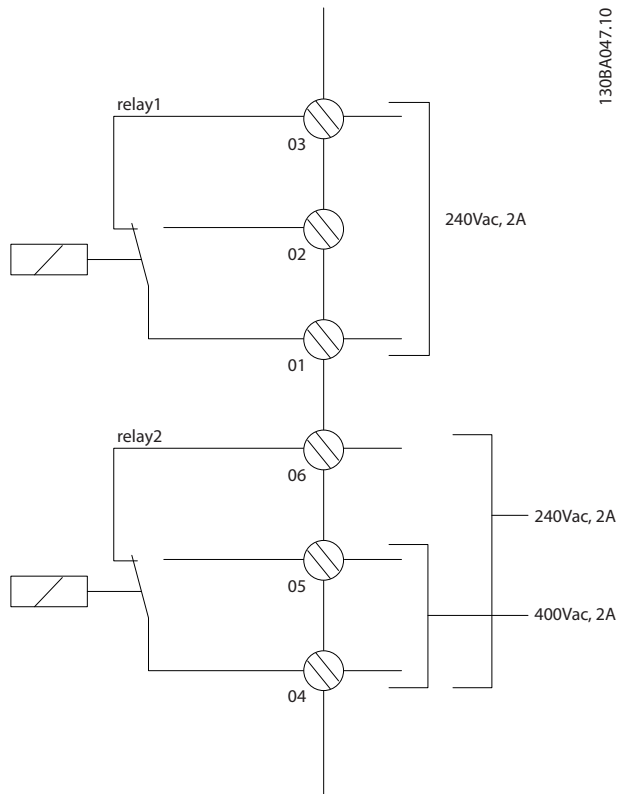 130BA047.10
relay1
03
240Vac, 2A
02
01
relay2
06
240Vac, 2A
05
400Vac, 2A
04